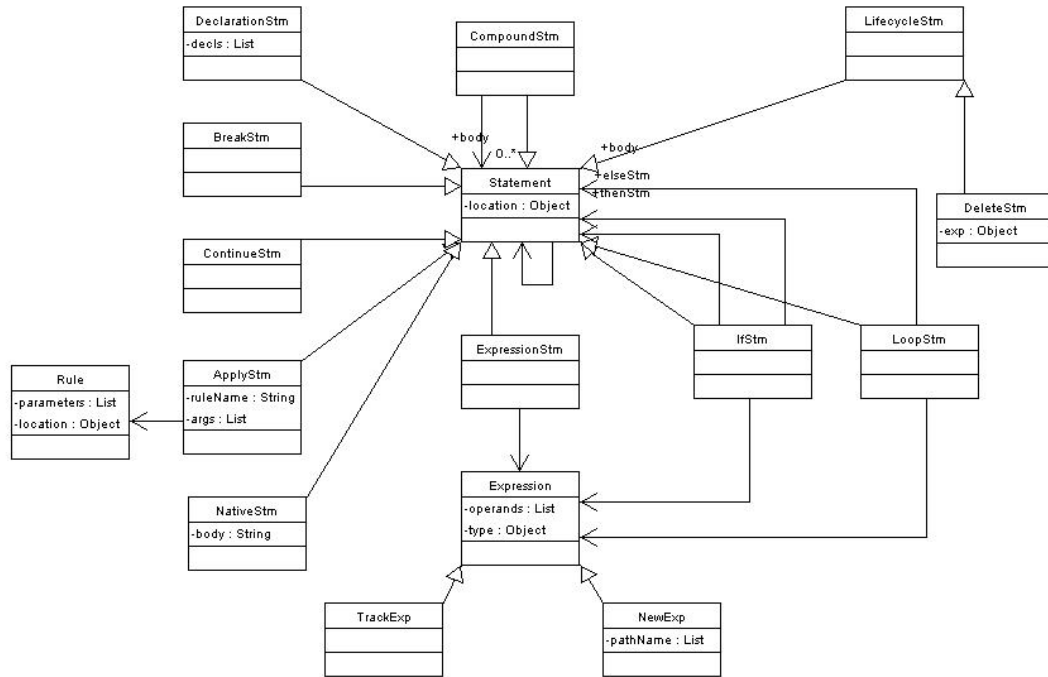 DeclarationStm
-decls : List
CompoundStm
LifecycleStm
BreakStm
+body
0..*
+body
Statement
-location : Object
+elseStm
+thenStm
DeleteStm
-exp : Object
ContinueStm
ExpressionStm
IfStm
LoopStm
Rule
-parameters : List
-location : Object
ApplyStm
-ruleName : String
-args : List
Expression
-operands : List
-type : Object
NativeStm
-body : String
TrackExp
NewExp
-pathName : List